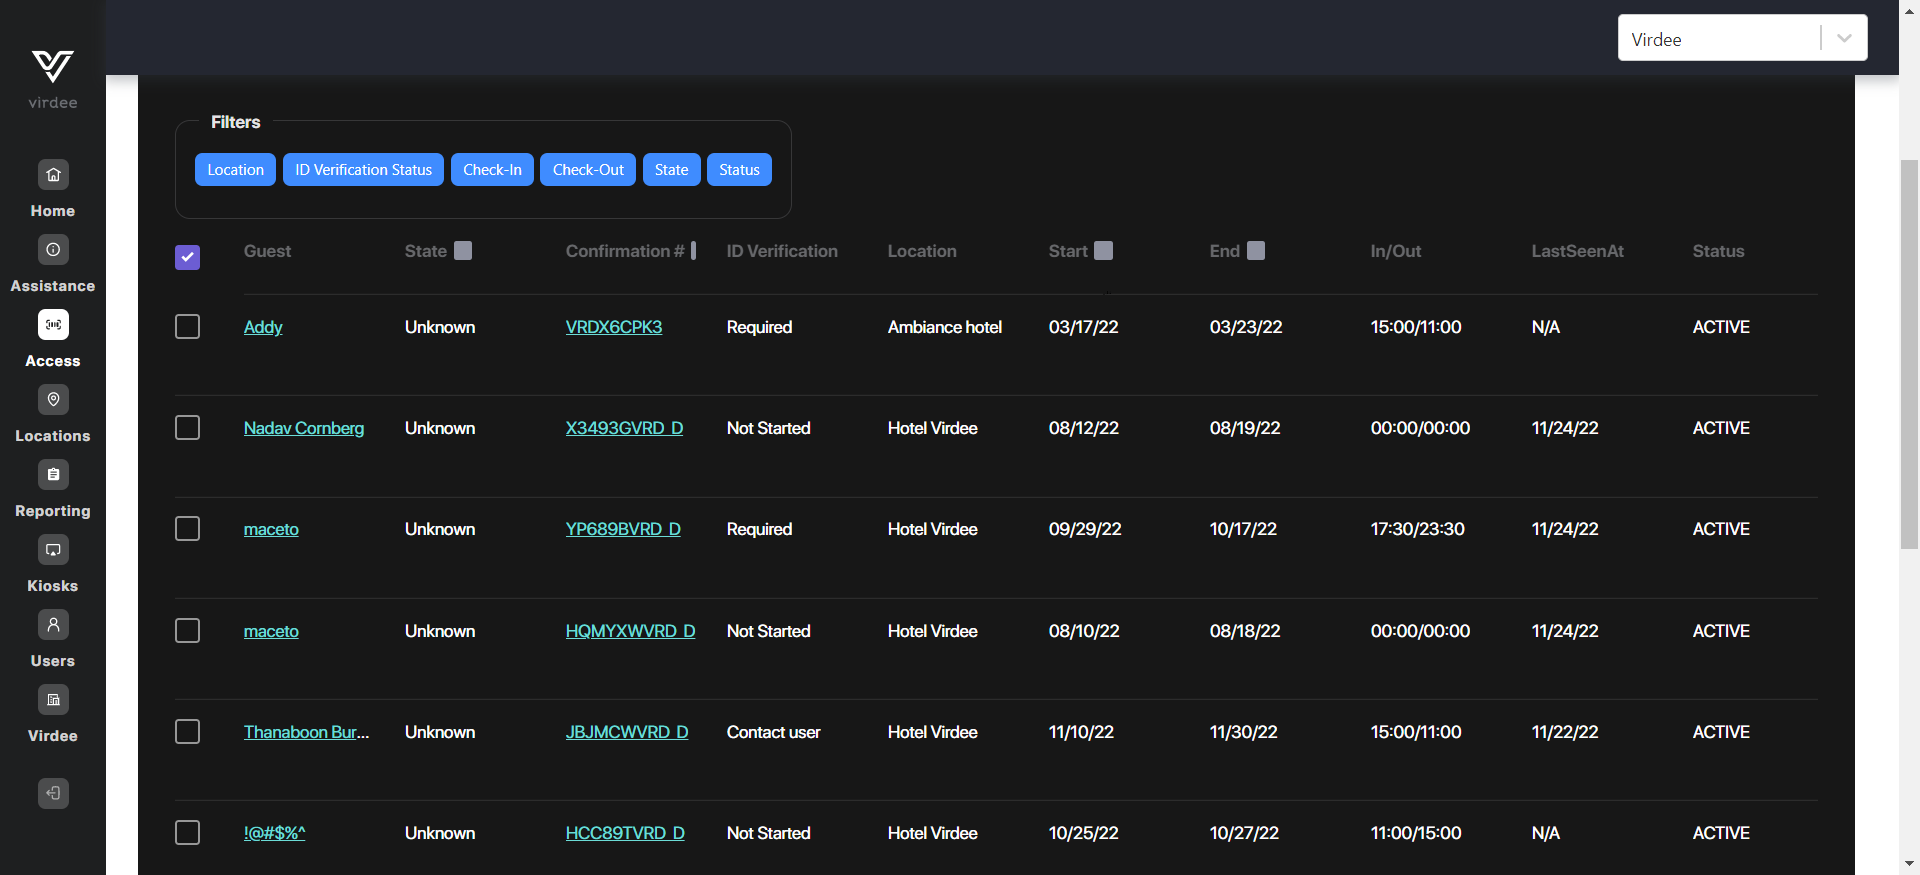 Virdee
virdee
Home
Assistance
Access
Locations
Reporting
Kiosks
Users
Virdee
Filters
Location ID Verification Status Check-In Check-Out State Status
Guest State Confirmation # ID Verification Location Start End In/Out LastSeenAt Status
Addy Unknown VRDX6CPK3 Required Ambiance hotel 03/17/22 03/23/22 15:00/11:00 N/A ACTIVE
Nadav Cornberg Unknown X3493GVRD_D Not Started Hotel Virdee 08/12/22 08/19/22 00:00/00:00 11/24/22 ACTIVE
maceto Unknown YP689BVRD_D Required Hotel Virdee 09/29/22 10/17/22 17:30/23:30 11/24/22 ACTIVE
maceto Unknown HQMYXWVRD_D Not Started Hotel Virdee 08/10/22 08/18/22 00:00/00:00 11/24/22 ACTIVE
Thanaboon Bur... Unknown JBJMCWVRD_D Contact user Hotel Virdee 11/10/22 11/30/22 15:00/11:00 11/22/22 ACTIVE
!@#$%^ Unknown HCC89TVRD_D Not Started Hotel Virdee 10/25/22 10/27/22 11:00/15:00 N/A ACTIVE